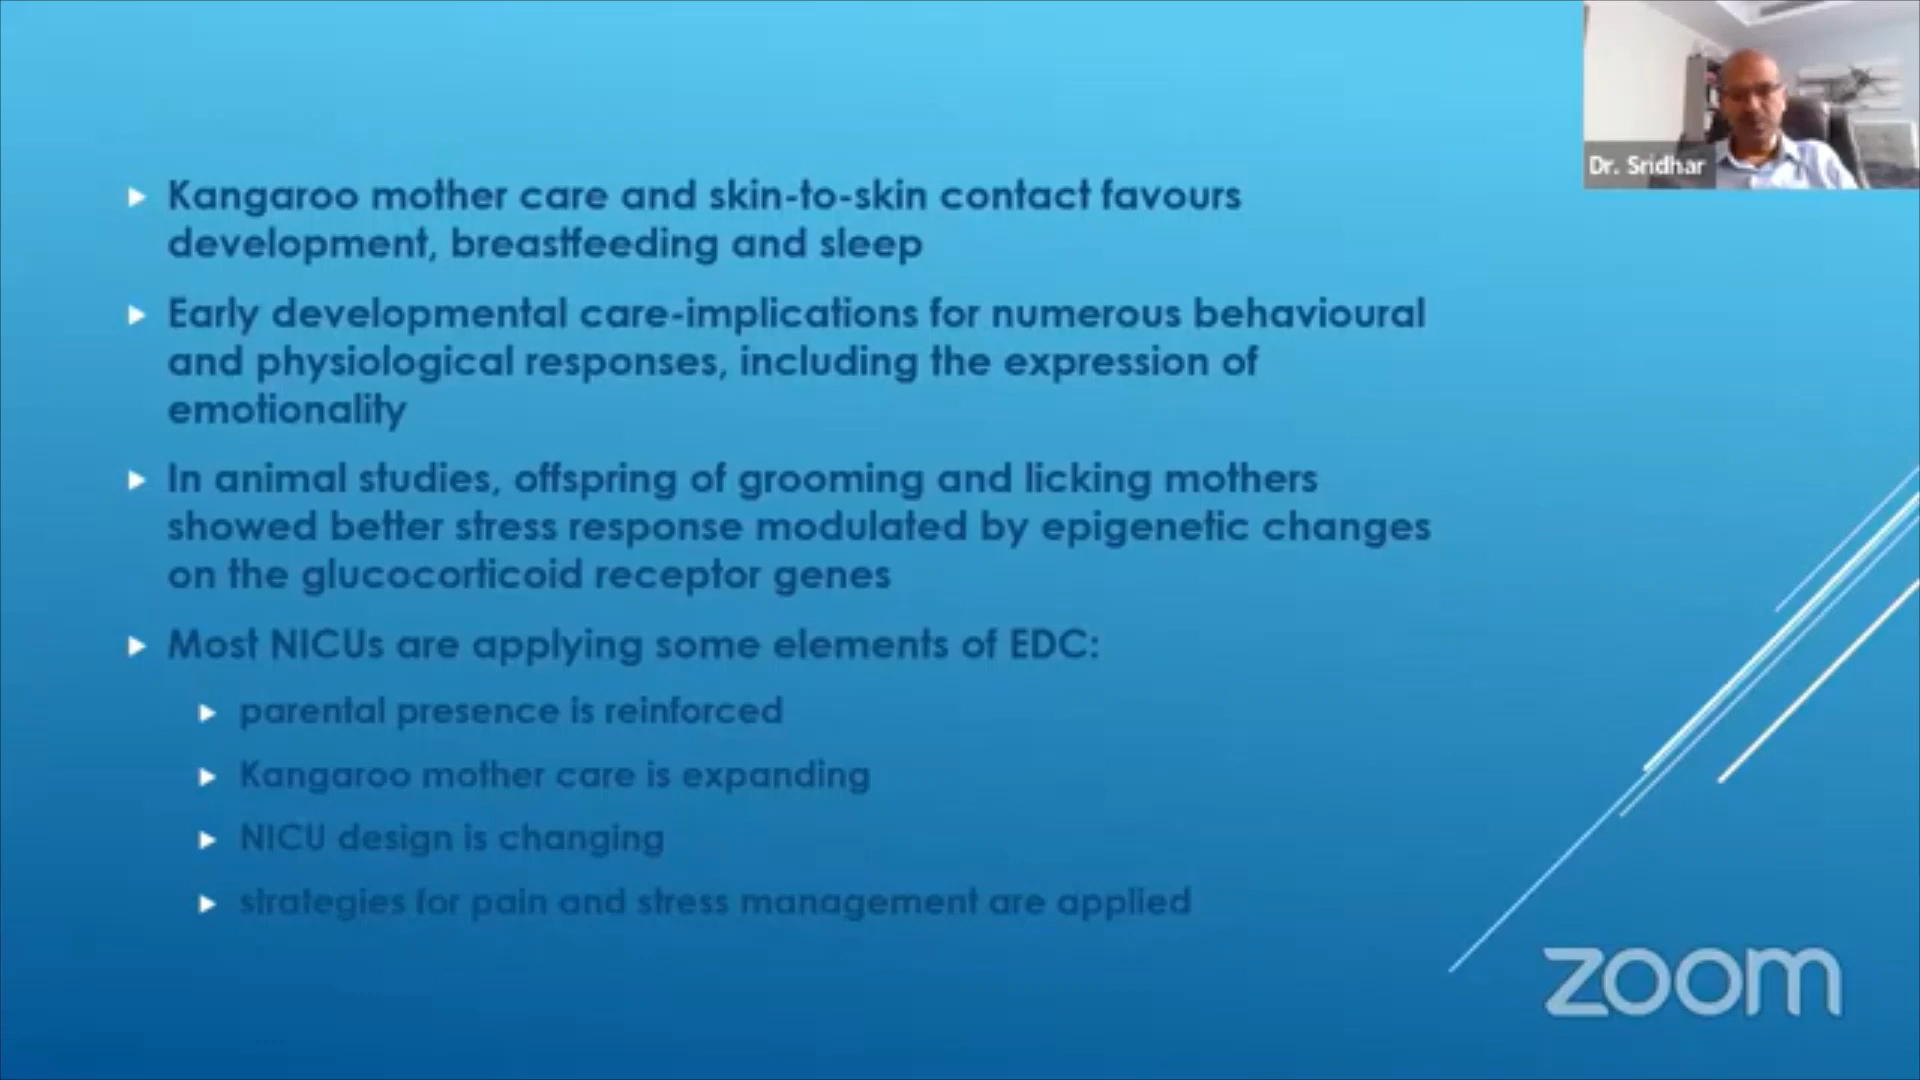 Kangaroo mother care and skin-to-skin contact favours
development, breastfeeding and sleep
Early developmental care-implications for numerous behavioural
and physiological responses, including the expression of
emotionality
In animal studies, offspring of grooming and licking mothers
showed better stress response modulated by epigenetic changes
on the glucocorticoid receptor genes
Most NICUs are applying some elements of EDC:
parental presence is reinforced
Kangaroo mother care is expanding
NICU design is changing
strategies for pain and stress management are applied
Dr. Sridhar
zoom